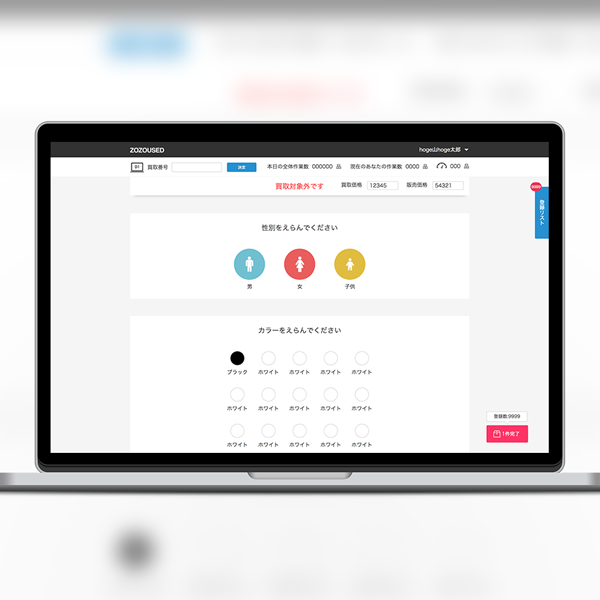 ZOZOUSED
hoge山hoge太郎
01 買取番号 決定 本日の全体作業数 000000 品 現在のあなたの作業数 0000 品 000 品
買取対象外です 買取価格 12345 販売価格 54321
9999
登録リスト
性別をえらんでください
男 女 子供
カラーをえらんでください
ブラック ホワイト ホワイト ホワイト ホワイト
ホワイト ホワイト ホワイト ホワイト ホワイト
ホワイト ホワイト ホワイト ホワイト ホワイト
登録数:9999
1件完了